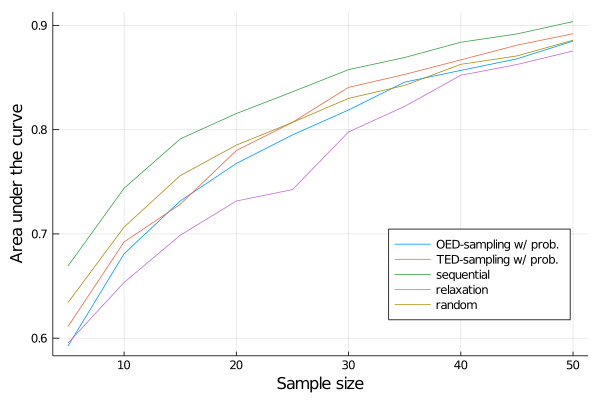 0.9
0.8
0.7
0.6
Area under the curve
OED-sampling w/ prob.
TED-sampling w/ prob.
sequential
relaxation
random
10 20 30 40 50
Sample size